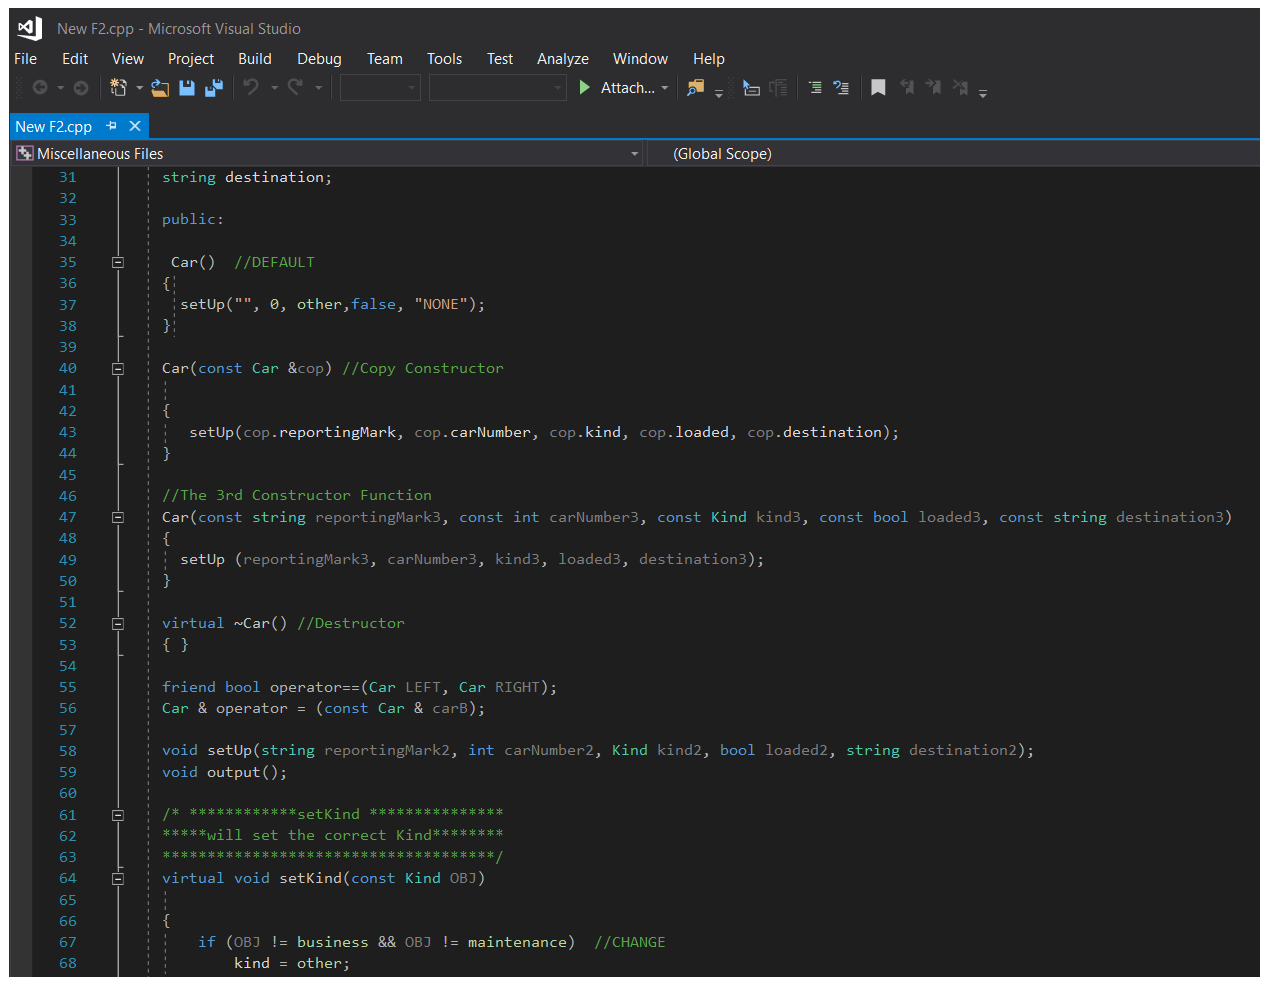 New F2.cpp - Microsoft Visual Studio
File Edit View Project Build Debug Team Tools Test Analyze Window Help
Attach...
New F2.cpp
Miscellaneous Files (Global Scope)
31 string destination;
32
33 public:
34
35 Car() //DEFAULT
36 {
37 setUp("", 0, other,false, "NONE");
38 }
39
40 Car(const Car &cop) //Copy Constructor
41
42 {
43 setUp(cop.reportingMark, cop.carNumber, cop.kind, cop.loaded, cop.destination);
44 }
45
46 //The 3rd Constructor Function
47 Car(const string reportingMark3, const int carNumber3, const Kind kind3, const bool loaded3, const string destination3)
48 {
49 setUp (reportingMark3, carNumber3, kind3, loaded3, destination3);
50 }
51
52 virtual ~Car() //Destructor
53 { }
54
55 friend bool operator==(Car LEFT, Car RIGHT);
56 Car & operator = (const Car & carB);
57
58 void setUp(string reportingMark2, int carNumber2, Kind kind2, bool loaded2, string destination2);
59 void output();
60
61 /* ************setKind ***************
62 *****will set the correct Kind********
63 *************************************/
64 virtual void setKind(const Kind OBJ)
65
66 {
67 if (OBJ != business && OBJ != maintenance) //CHANGE
68 kind = other;